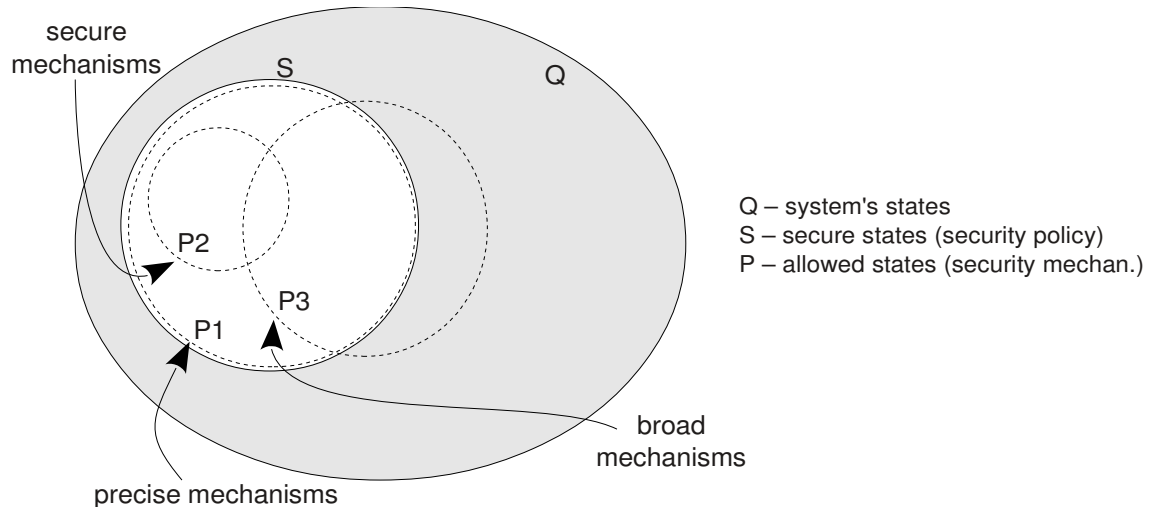 secure
mechanisms
S
Q
P2
P3
P1
Q – system's states
S – secure states (security policy)
P – allowed states (security mechan.)
broad
mechanisms
precise mechanisms